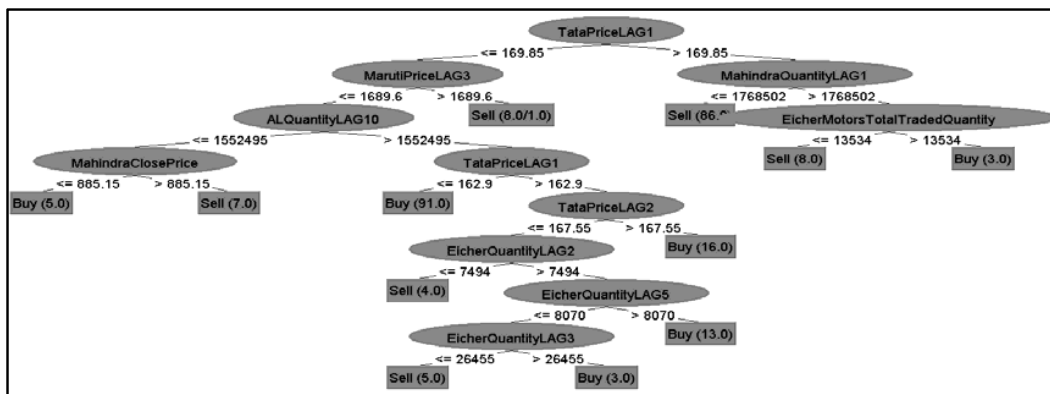 TataPriceLAG1
<= 169.85 > 169.85
MarutiPriceLAG3 MahindraQuantityLAG1
<= 1689.6 > 1689.6 <= 1768502 > 1768502
ALQuantityLAG10 Sell (8.0/1.0) Sell (86. EicherMotorsTotalTradedQuantity
<= 1552495 > 1552495 <= 13534 > 13534
MahindraClosePrice TataPriceLAG1 Sell (8.0) Buy (3.0)
<= 885.15 > 885.15 <= 162.9 > 162.9
Buy (5.0) Sell (7.0) Buy (91.0) TataPriceLAG2
<= 167.55 > 167.55
EicherQuantityLAG2 Buy (16.0)
<= 7494 > 7494
Sell (4.0) EicherQuantityLAG5
<= 8070 > 8070
EicherQuantityLAG3 Buy (13.0)
<= 26455 > 26455
Sell (5.0) Buy (3.0)